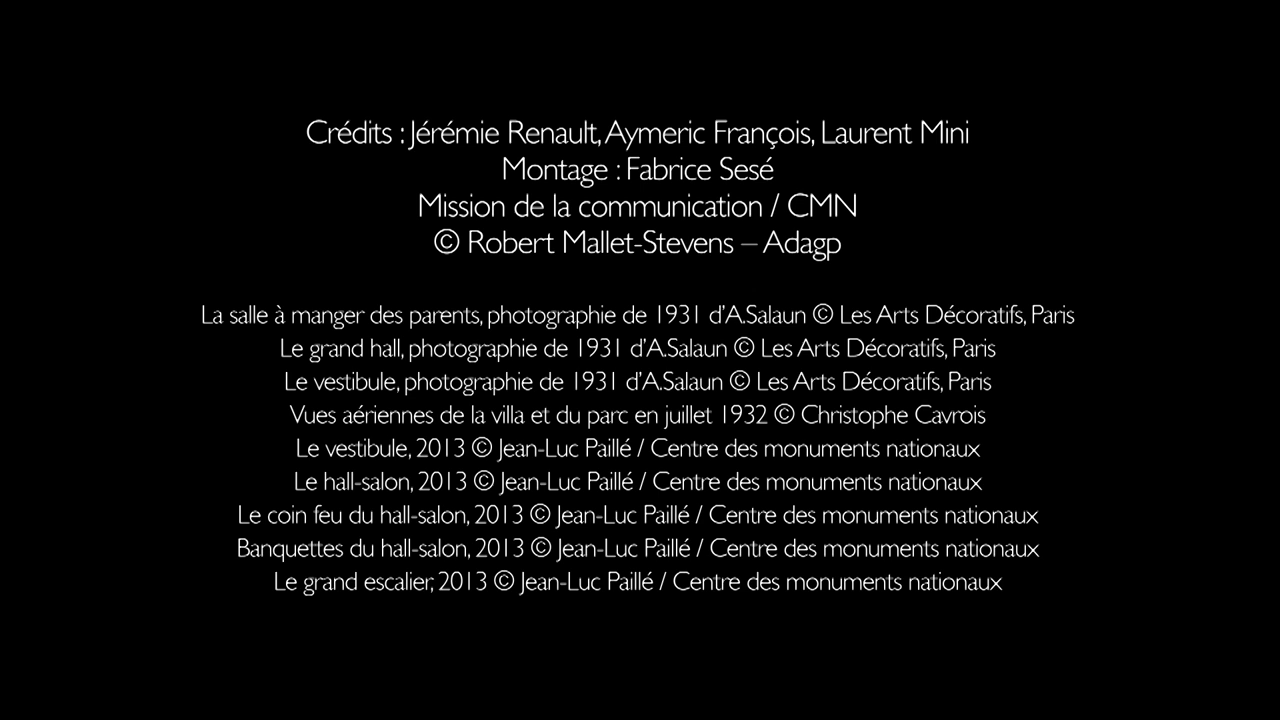 Crédits : Jérémie Renault, Aymeric François, Laurent Mini
Montage : Fabrice Sesé
Mission de la communication / CMN
© Robert Mallet-Stevens – Adagp
La salle à manger des parents, photographie de 1931 d'A.Salaun © Les Arts Décoratifs, Paris
Le grand hall, photographie de 1931 d'A.Salaun © Les Arts Décoratifs, Paris
Le vestibule, photographie de 1931 d'A.Salaun © Les Arts Décoratifs, Paris
Vues aériennes de la villa et du parc en juillet 1932 © Christophe Cavrois
Le vestibule, 2013 © Jean-Luc Paillé / Centre des monuments nationaux
Le hall-salon, 2013 © Jean-Luc Paillé / Centre des monuments nationaux
Le coin feu du hall-salon, 2013 © Jean-Luc Paillé / Centre des monuments nationaux
Banquettes du hall-salon, 2013 © Jean-Luc Paillé / Centre des monuments nationaux
Le grand escalier, 2013 © Jean-Luc Paillé / Centre des monuments nationaux